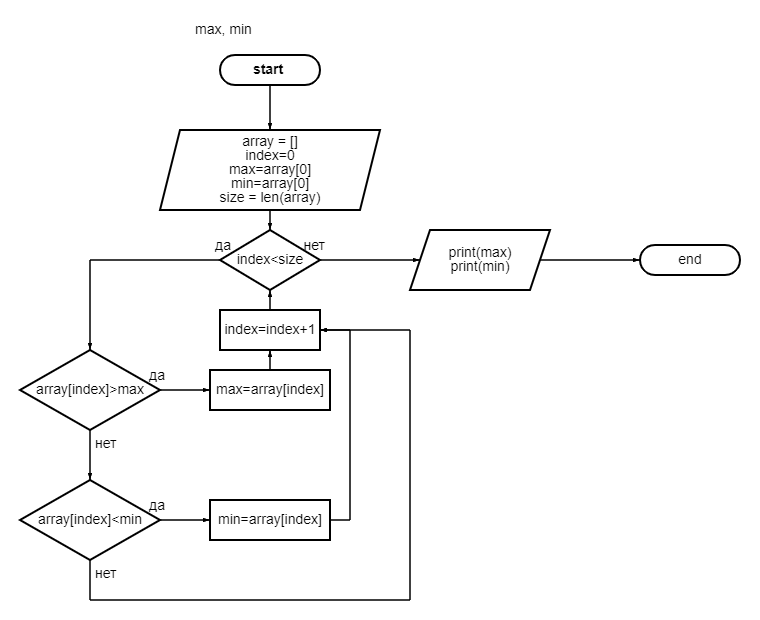 max, min
start
array = []
index=0
max=array[0]
min=array[0]
size = len(array)
да
нет
index<size
print(max)
print(min)
end
index=index+1
array[index]>max
да
max=array[index]
нет
array[index]<min
да
min=array[index]
нет